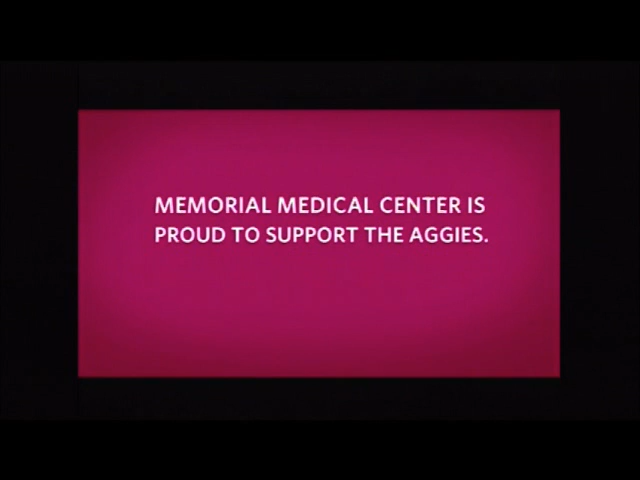 MEMORIAL MEDICAL CENTER IS
PROUD TO SUPPORT THE AGGIES.